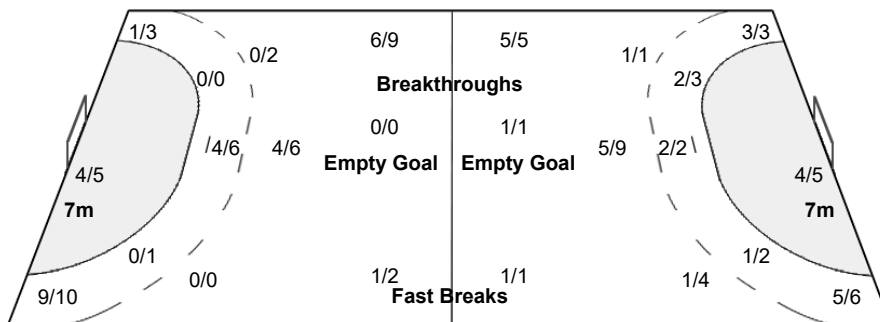 1/3 0/2 6/9 5/5 1/1 3/3
0/0 Breakthroughs 2/3
4/6 4/6 0/0 1/1 5/9 2/2
4/5 Empty Goal Empty Goal 4/5
7m 7m
0/1 1/2
9/10 0/0 1/2 1/1 1/4 5/6
Fast Breaks